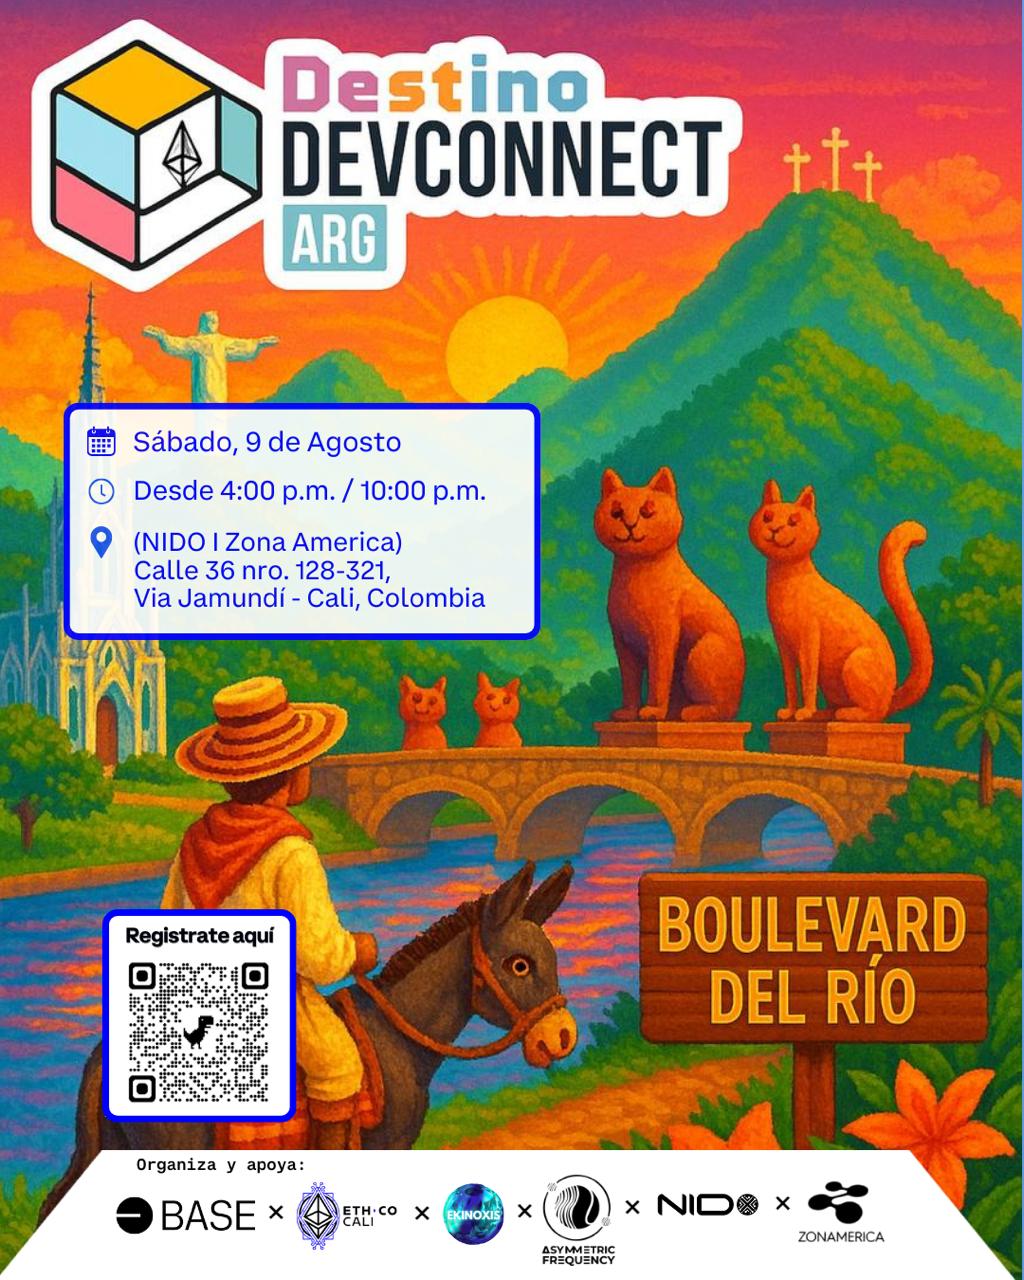 Destino
DEVCONNECT
ARG
Sábado, 9 de Agosto
Desde 4:00 p.m. / 10:00 p.m.
(NIDO I Zona America)
Calle 36 nro. 128-321,
Via Jamundí - Cali, Colombia
BOULEVARD
DEL RÍO
Registrate aquí
Organiza y apoya:
BASE × ETH·CO CALI × EKINOXIS × ASYMMETRIC FREQUENCY × NIDO × ZONAMERICA